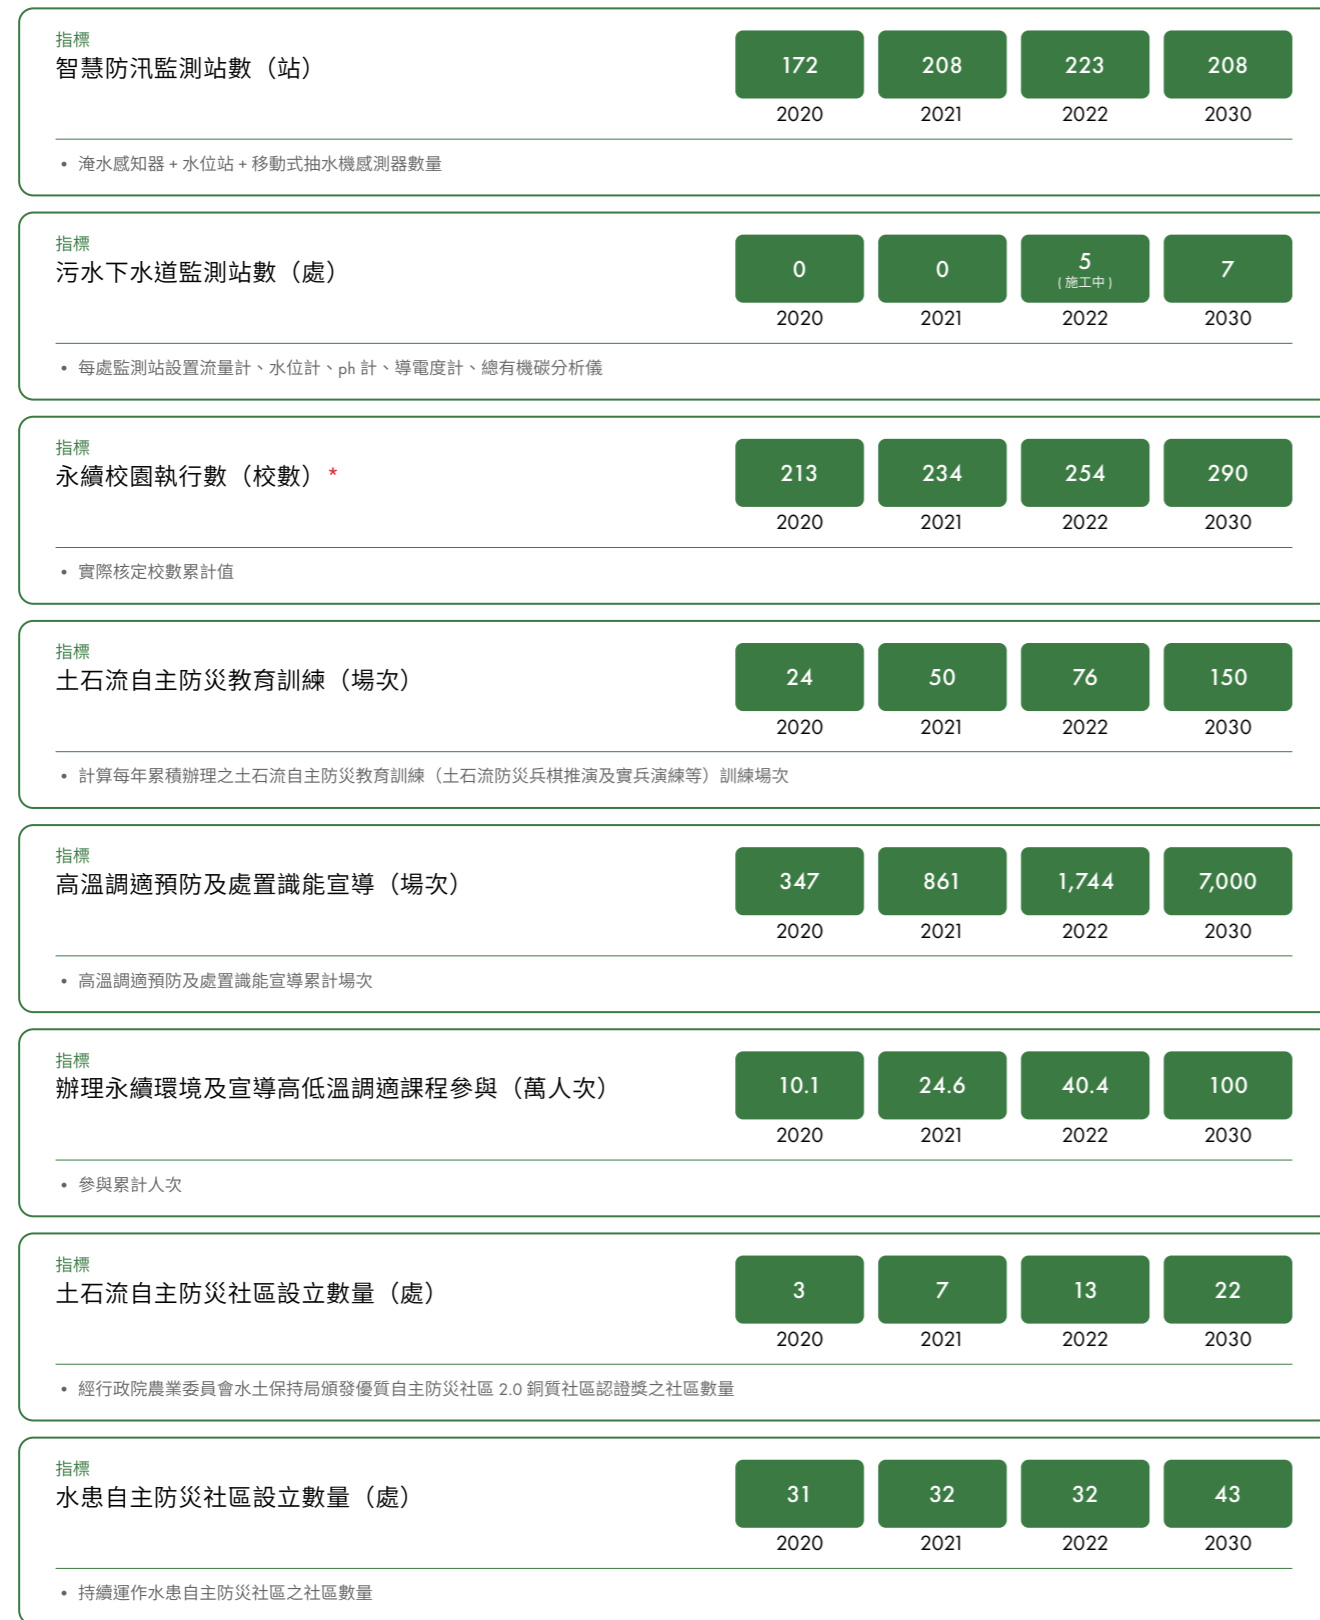 指標
智慧防汛監測站數（站）
172 208 223 208
2020 2021 2022 2030
• 淹水感知器 + 水位站 + 移動式抽水機感測器數量
指標
污水下水道監測站數（處）
0 0 5 7
（施工中）
2020 2021 2022 2030
• 每處監測站設置流量計、水位計、ph 計、導電度計、總有機碳分析儀
指標
永續校園執行數（校數）*
213 234 254 290
2020 2021 2022 2030
• 實際核定校數累計值
指標
土石流自主防災教育訓練（場次）
24 50 76 150
2020 2021 2022 2030
• 計算每年累積辦理之土石流自主防災教育訓練（土石流防災兵棋推演及實兵演練等）訓練場次
指標
高溫調適預防及處置識能宣導（場次）
347 861 1,744 7,000
2020 2021 2022 2030
• 高溫調適預防及處置識能宣導累計場次
指標
辦理永續環境及宣導高低溫調適課程參與（萬人次）
10.1 24.6 40.4 100
2020 2021 2022 2030
• 參與累計人次
指標
土石流自主防災社區設立數量（處）
3 7 13 22
2020 2021 2022 2030
• 經行政院農業委員會水土保持局頒發優質自主防災社區 2.0 銅質社區認證獎之社區數量
指標
水患自主防災社區設立數量（處）
31 32 32 43
2020 2021 2022 2030
• 持續運作水患自主防災社區之社區數量